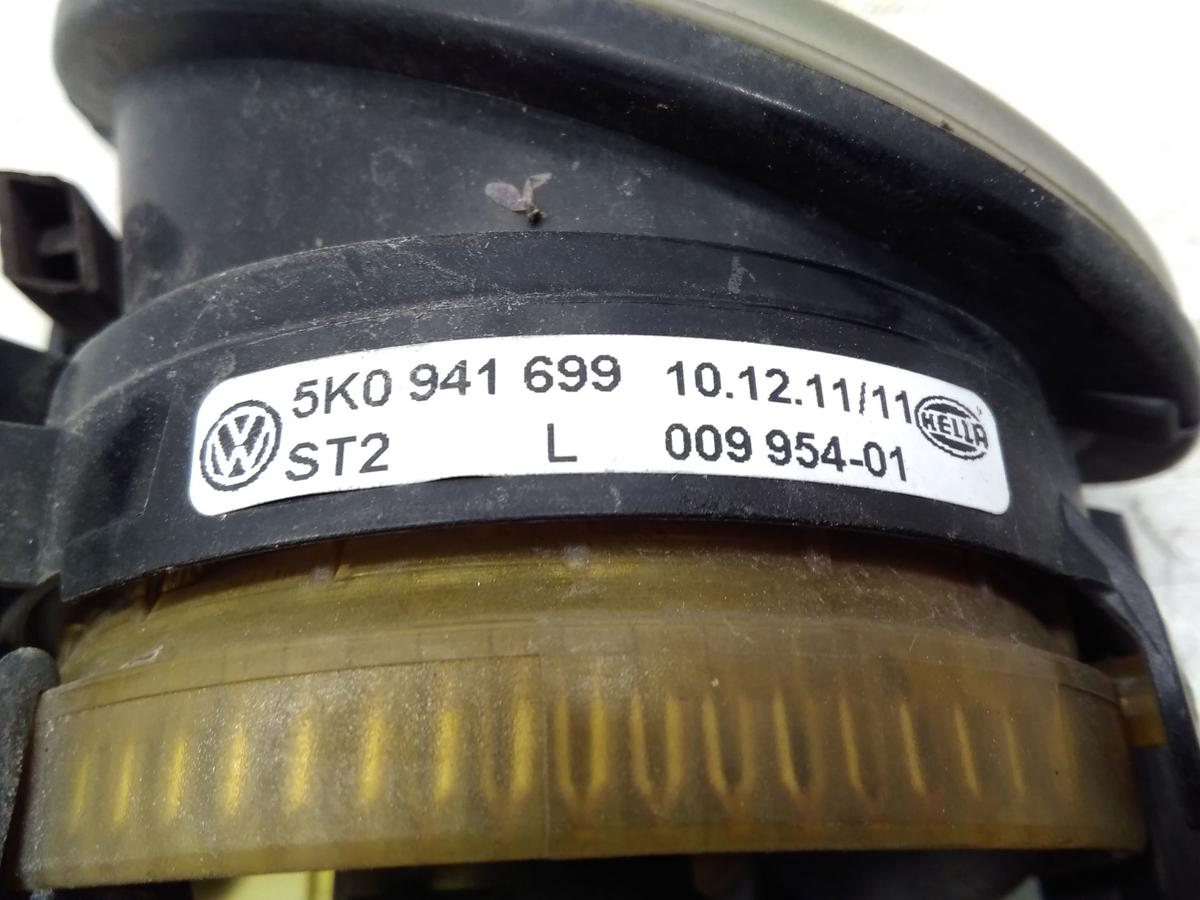 5K0 941 699 10.12.11/11 HELLA
ST2 L 009 954-01